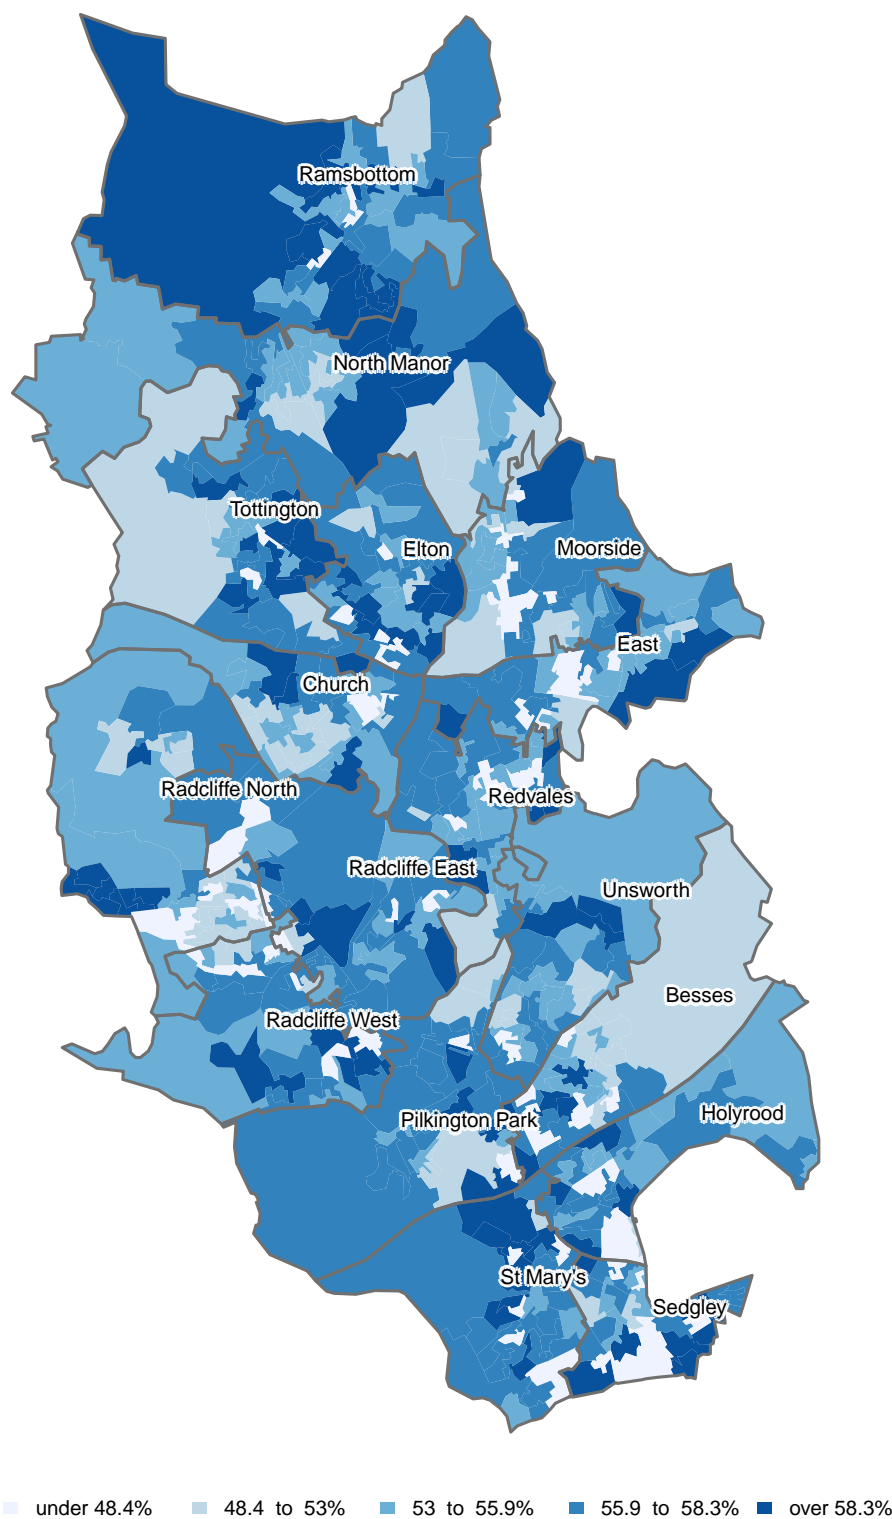 Ramsbottom
North Manor
Tottington
Elton
Moorside
East
Church
Radcliffe North
Redvales
Radcliffe East
Unsworth
Besses
Radcliffe West
Holyrood
Pilkington Park
St Mary's
Sedgley
under 48.4% 48.4 to 53% 53 to 55.9% 55.9 to 58.3% over 58.3%